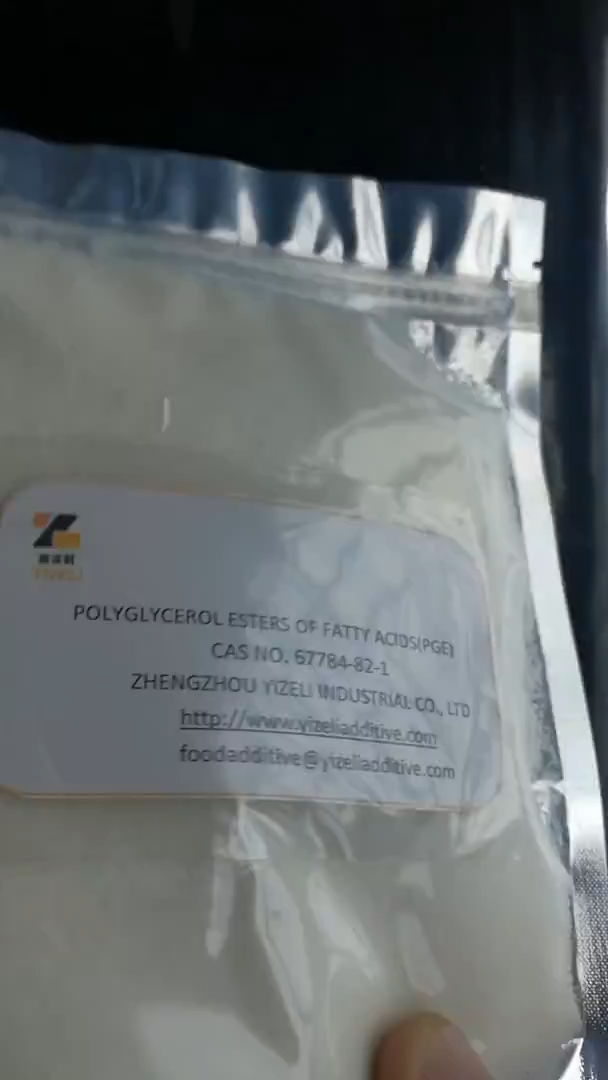 YIZELI
POLYGLYCEROL ESTERS OF FATTY ACIDS(PGE)
CAS NO. 67784-82-1
ZHENGZHOU YIZELI INDUSTRIAL CO., LTD
http://www.yizeliadditive.com
foodadditive@yizeliadditive.com